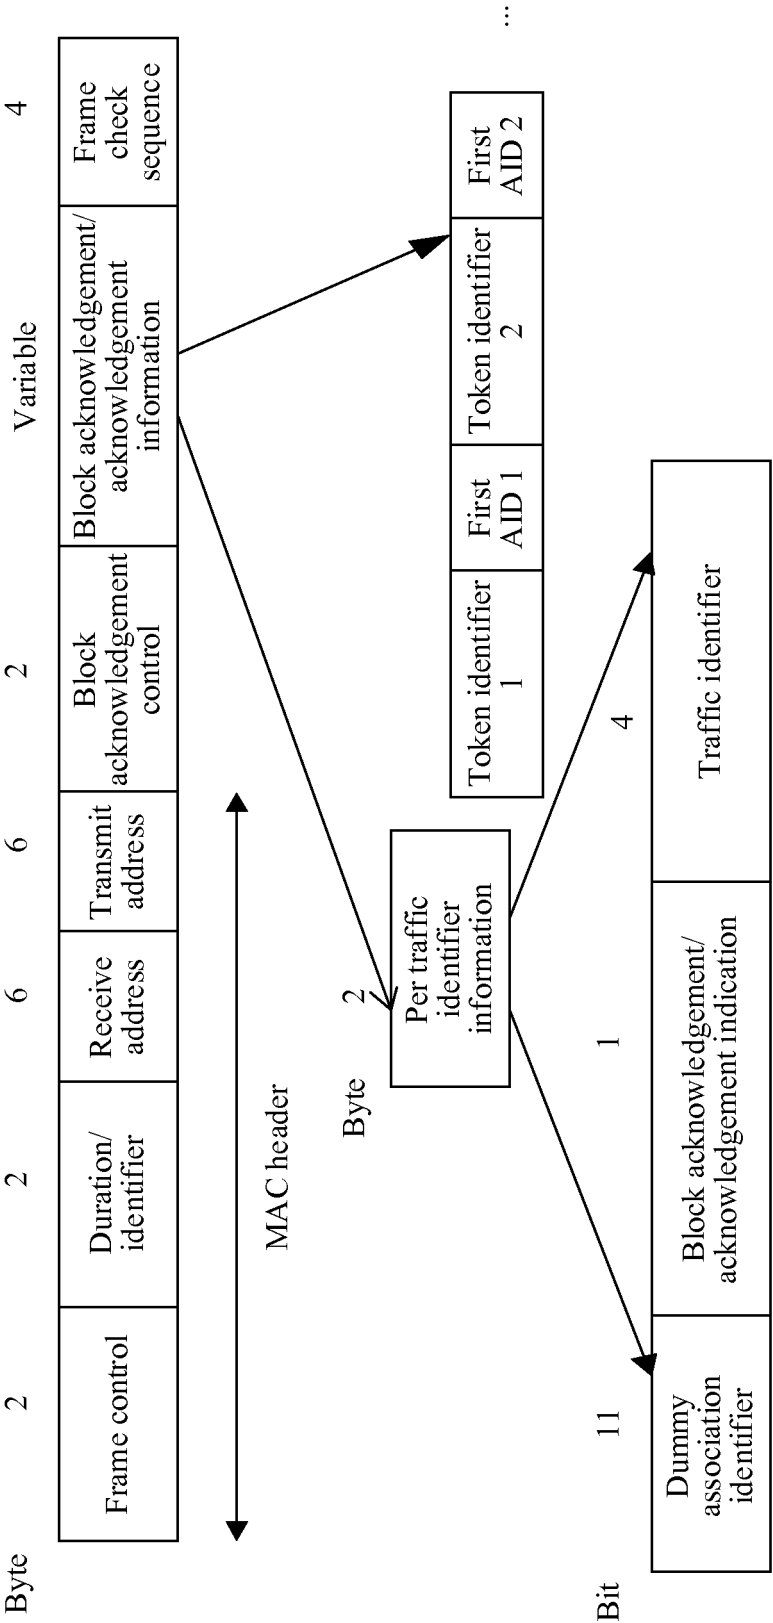 Byte
2
2
6
6
2
Variable
4
Frame control
Duration/
identifier
Receive
address
Transmit
address
Block
acknowledgement
control
Block acknowledgement/
acknowledgement
information
Frame
check
sequence
MAC header
Byte
2
Per traffic
identifier
information
Token identifier
1
First
AID 1
Token identifier
2
First
AID 2
...
Bit
11
1
4
Dummy
association
identifier
Block acknowledgement/
acknowledgement indication
Traffic identifier